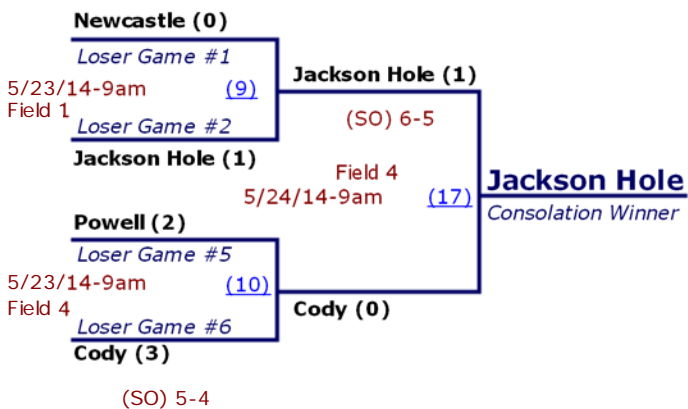 Newcastle (0)
Loser Game #1
5/23/14-9am
(9)
Field 1
Loser Game #2
Jackson Hole (1)
Jackson Hole (1)
(SO) 6-5
Field 4
5/24/14-9am
(17)
Jackson Hole
Consolation Winner
Powell (2)
Loser Game #5
5/23/14-9am
(10)
Field 4
Loser Game #6
Cody (3)
Cody (0)
(SO) 5-4